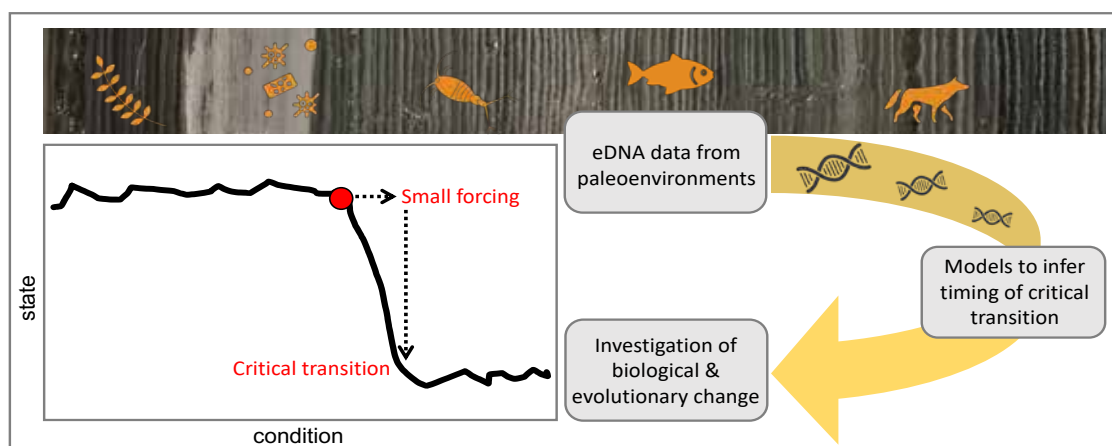 eDNA data from
paleoenvironments
Small forcing
Models to infer
timing of critical
transition
state
Critical transition
Investigation of
biological &
evolutionary change
condition